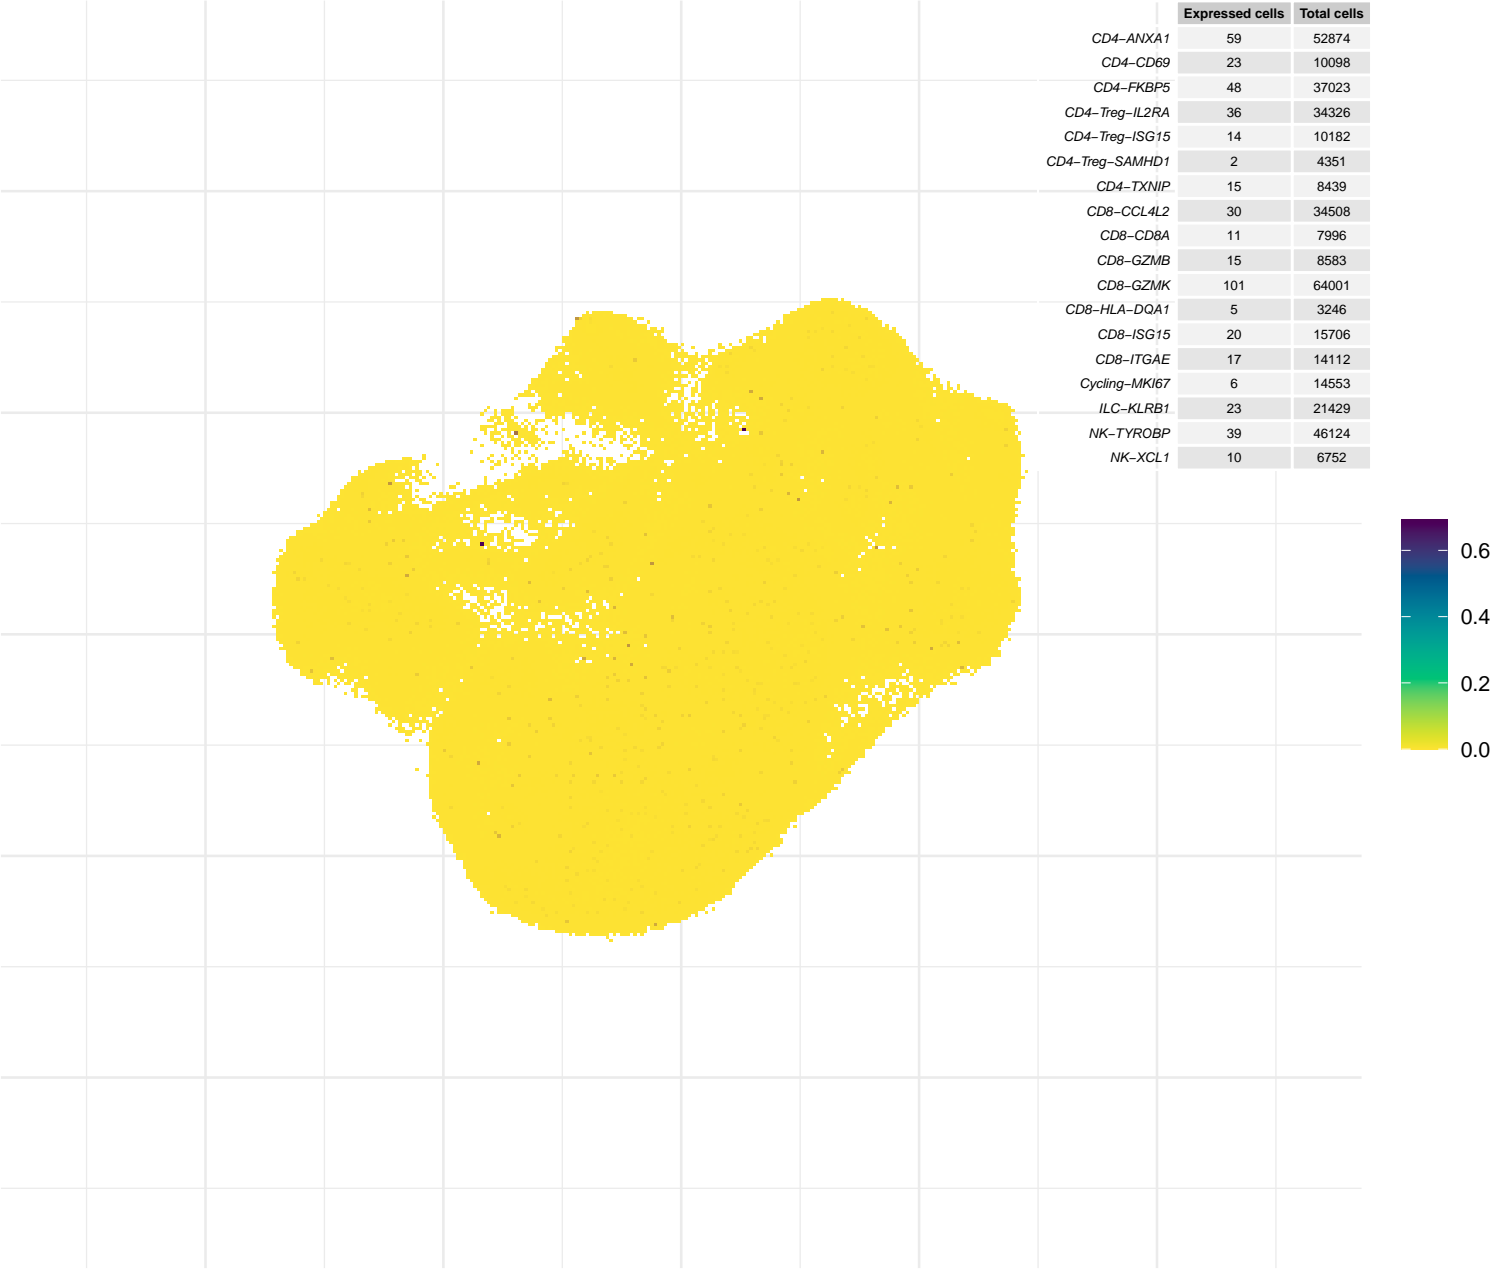 Expressed cells Total cells
CD4−ANXA1 59 52874
CD4−CD69 23 10098
CD4−FKBP5 48 37023
CD4−Treg−IL2RA 36 34326
CD4−Treg−ISG15 14 10182
CD4−Treg−SAMHD1 2 4351
CD4−TXNIP 15 8439
CD8−CCL4L2 30 34508
CD8−CD8A 11 7996
CD8−GZMB 15 8583
CD8−GZMK 101 64001
CD8−HLA−DQA1 5 3246
CD8−ISG15 20 15706
CD8−ITGAE 17 14112
Cycling−MKI67 6 14553
ILC−KLRB1 23 21429
NK−TYROBP 39 46124
NK−XCL1 10 6752
0.6
0.4
0.2
0.0